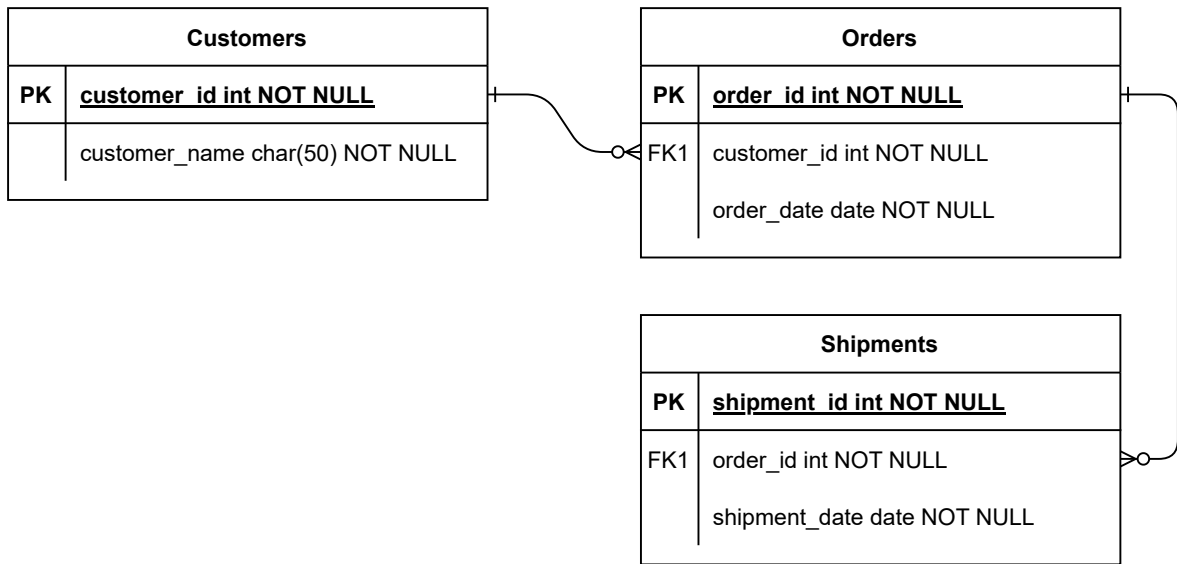 Customers
PK customer_id int NOT NULL
customer_name char(50) NOT NULL
Orders
PK order_id int NOT NULL
FK1 customer_id int NOT NULL
order_date date NOT NULL
Shipments
PK shipment_id int NOT NULL
FK1 order_id int NOT NULL
shipment_date date NOT NULL